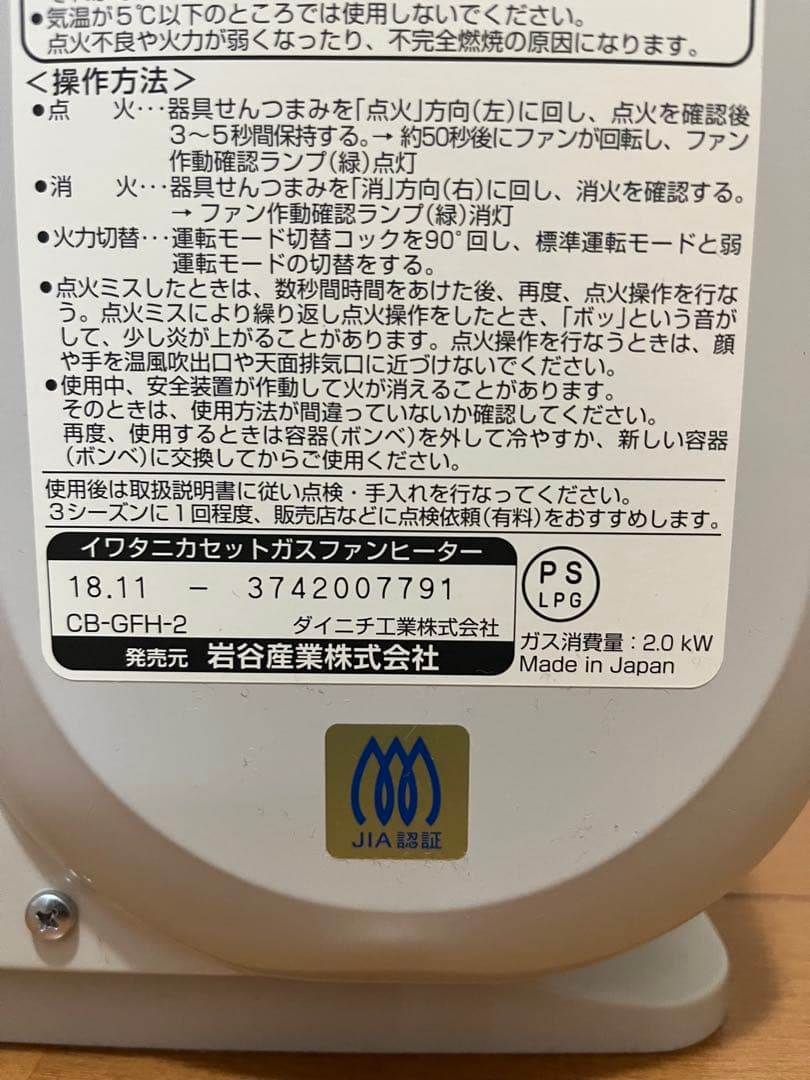 ●気温が5℃以下のところでは使用しないでください。
点火不良や火力が弱くなったり、不完全燃焼の原因になります。
＜操作方法＞
●点　火･･･器具せんつまみを「点火」方向(左)に回し、点火を確認後
3〜5秒間保持する。→ 約50秒後にファンが回転し、ファン
作動確認ランプ(緑)点灯
●消　火･･･器具せんつまみを「消」方向(右)に回し、消火を確認する。
→ ファン作動確認ランプ(緑)消灯
●火力切替･･･運転モード切替コックを90°回し、標準運転モードと弱
運転モードの切替をする。
●点火ミスしたときは、数秒間時間をあけた後、再度、点火操作を行な
う。点火ミスにより繰り返し点火操作をしたとき、「ボッ」という音が
して、少し炎が上がることがあります。点火操作を行なうときは、顔
や手を温風吹出口や天面排気口に近づけないでください。
●使用中、安全装置が作動して火が消えることがあります。
そのときは、使用方法が間違っていないか確認してください。
再度、使用するときは容器(ボンベ)を外して冷やすか、新しい容器
(ボンベ)に交換してからご使用ください。
使用後は取扱説明書に従い点検・手入れを行なってください。
3シーズンに1回程度、販売店などに点検依頼(有料)をおすすめします。
イワタニカセットガスファンヒーター
18.11 － 3742007791
CB-GFH-2 ダイニチ工業株式会社
発売元 岩谷産業株式会社
PS
LPG
ガス消費量：2.0 kW
Made in Japan
JIA認証